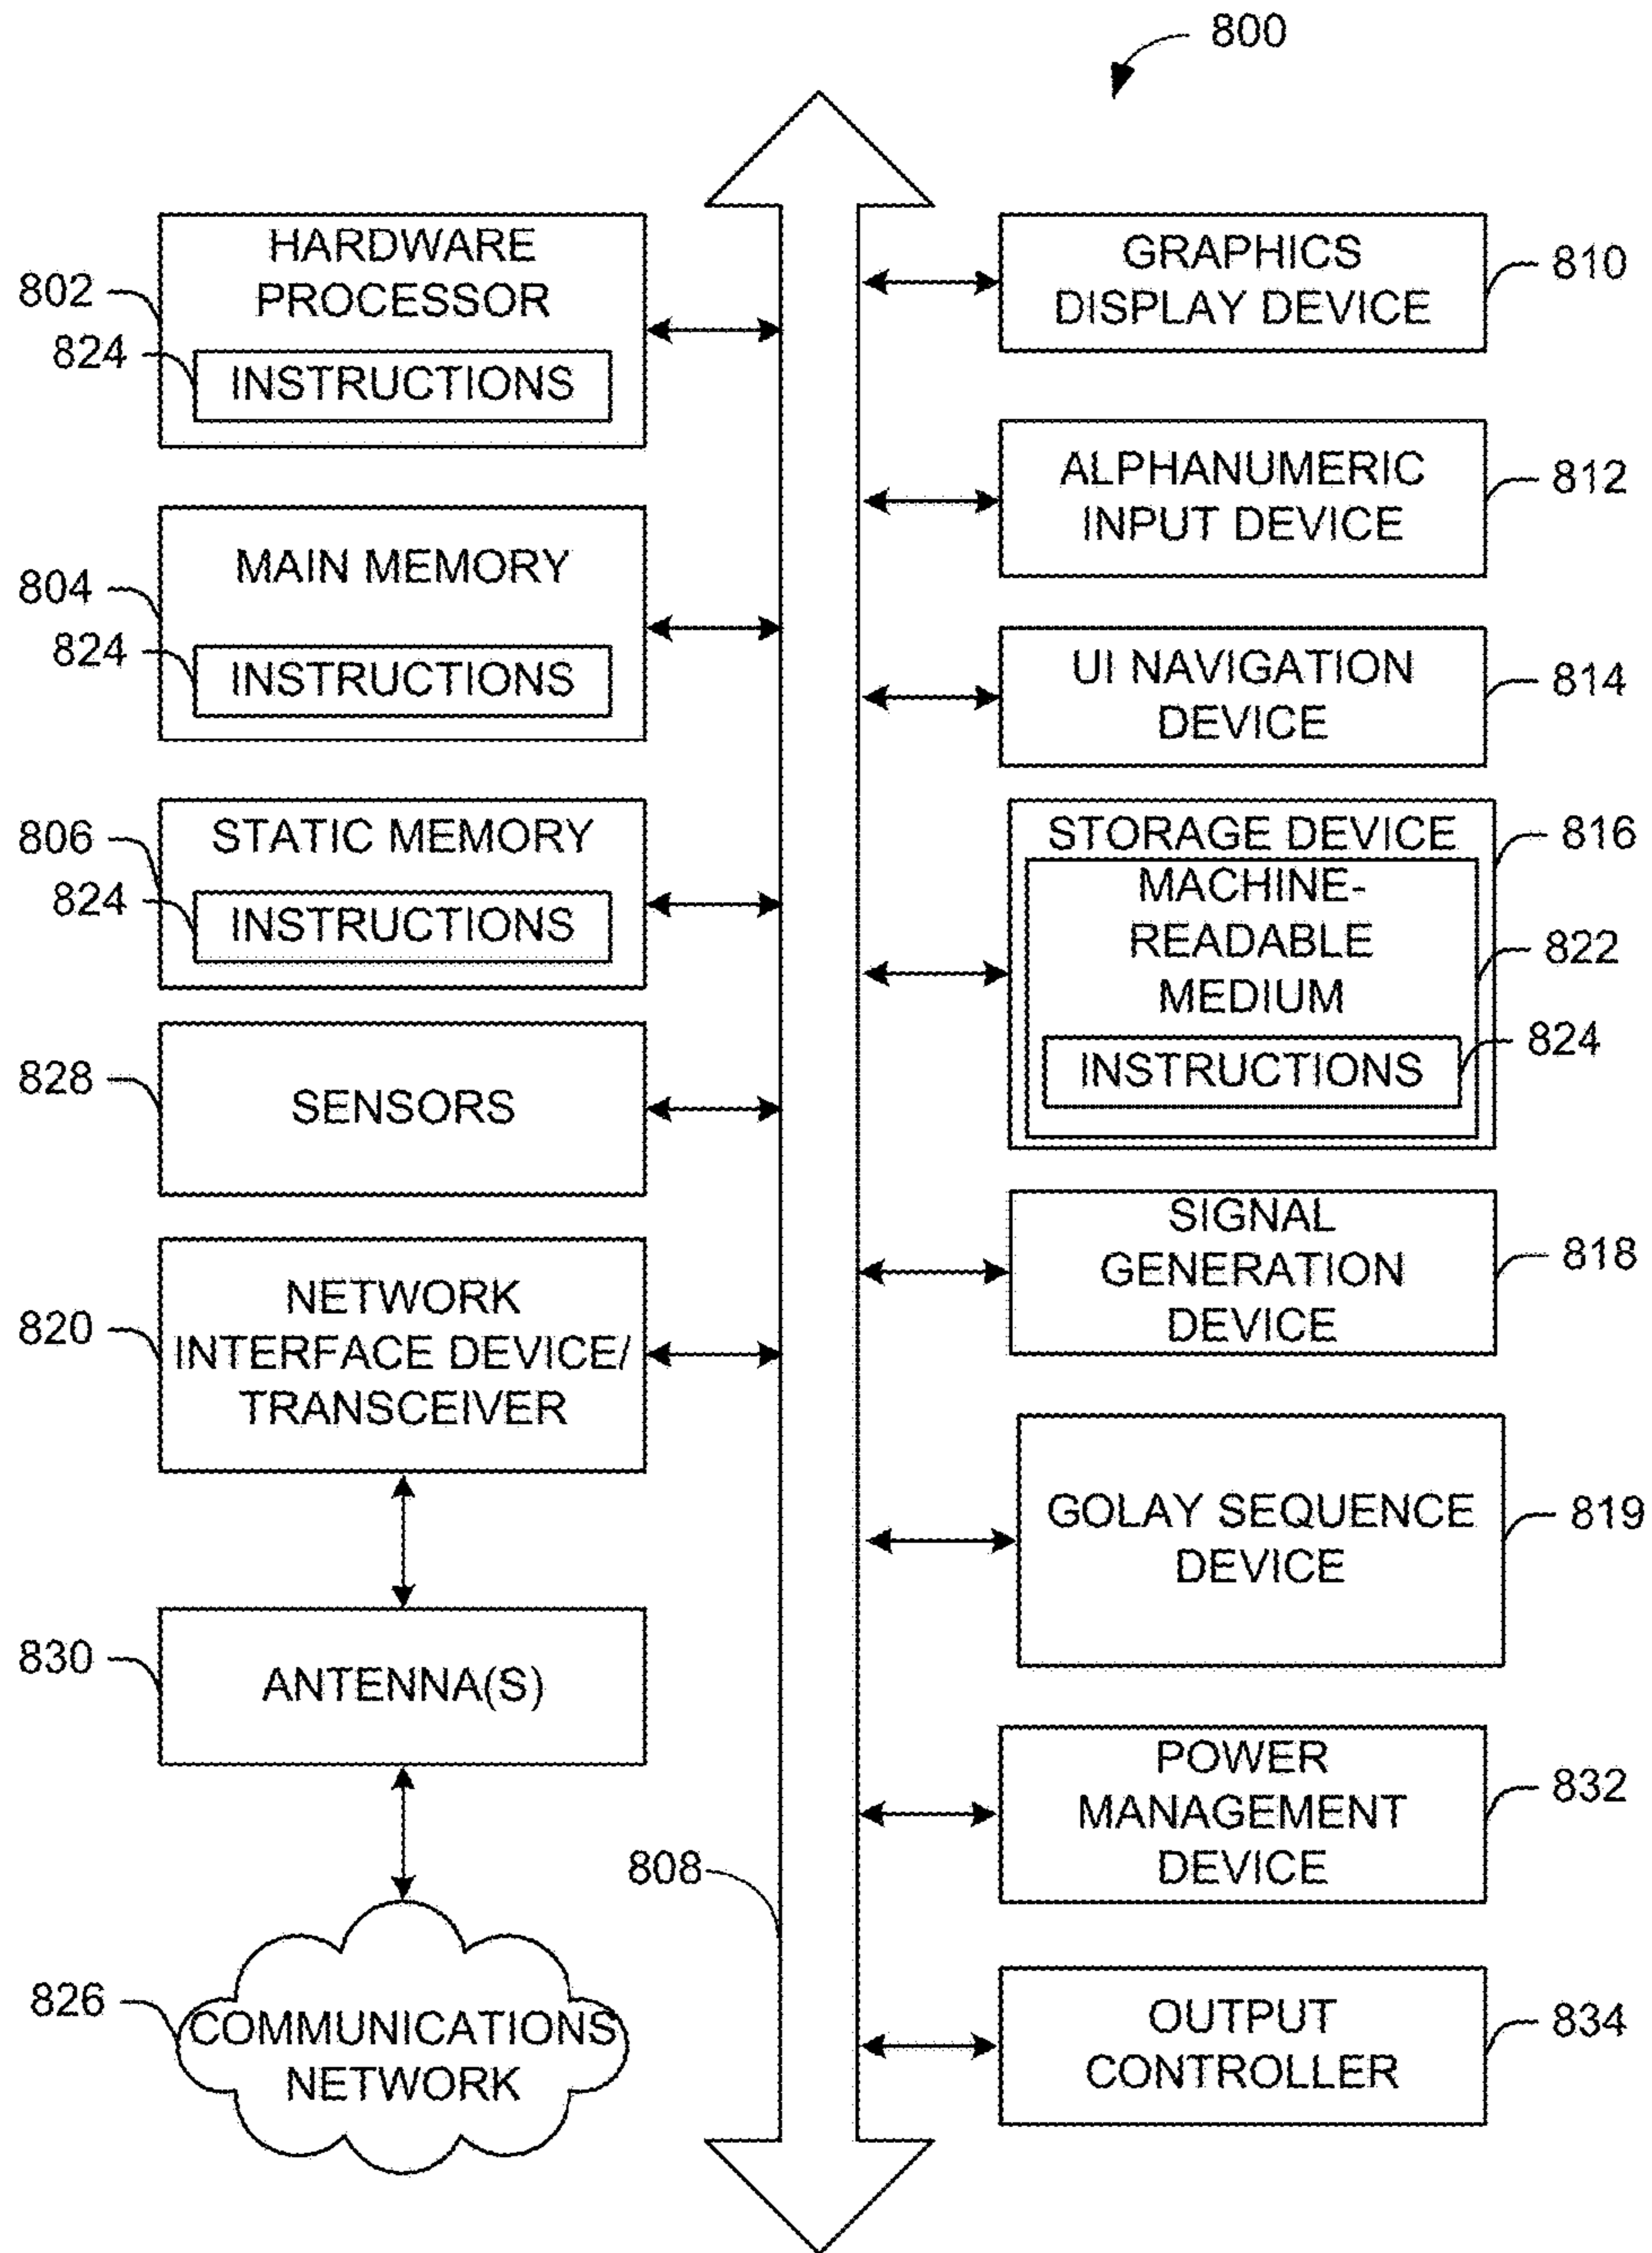 800
HARDWARE
PROCESSOR
802
824
INSTRUCTIONS
MAIN MEMORY
804
824
INSTRUCTIONS
STATIC MEMORY
806
824
INSTRUCTIONS
828
SENSORS
NETWORK
INTERFACE DEVICE/
TRANSCEIVER
820
830
ANTENNA(S)
826
COMMUNICATIONS
NETWORK
808
GRAPHICS
DISPLAY DEVICE
810
ALPHANUMERIC
INPUT DEVICE
812
UI NAVIGATION
DEVICE
814
STORAGE DEVICE
816
MACHINE-
READABLE
MEDIUM
822
INSTRUCTIONS
824
SIGNAL
GENERATION
DEVICE
818
GOLAY SEQUENCE
DEVICE
819
POWER
MANAGEMENT
DEVICE
832
OUTPUT
CONTROLLER
834